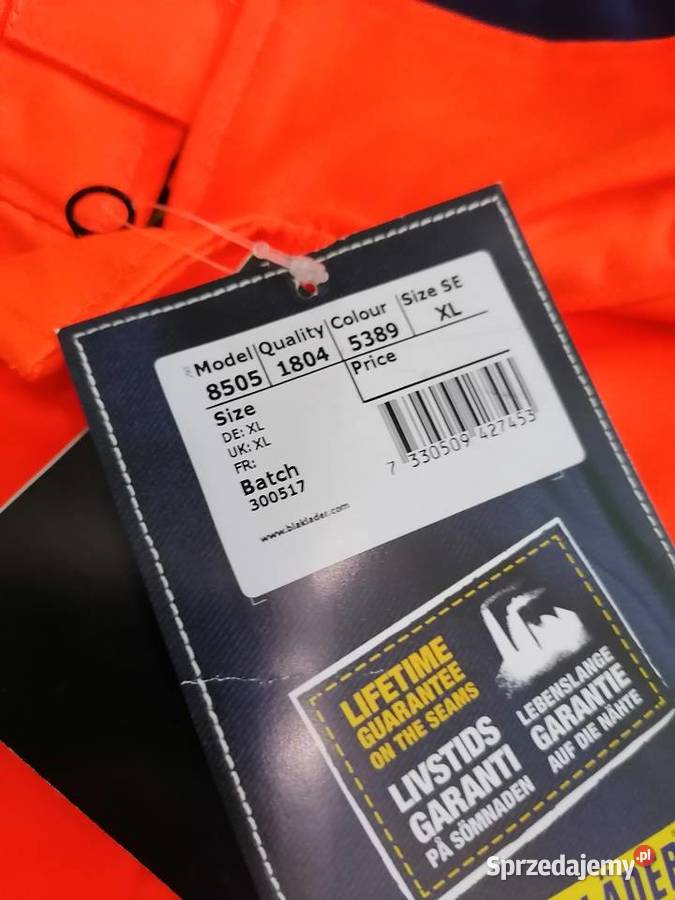 Model Quality Colour Size SE
8505 1804 5389 XL
Size Price
DE: XL
UK: XL
FR:
Batch
300517
7 330509 427453
www.blaklader.com
LIFETIME
GUARANTEE
ON THE SEAMS
LIVSTIDS
GARANTI
PÅ SÖMNADEN
LEBENSLANGE
GARANTIE
AUF DIE NÄHTE
Sprzedajemy.pl